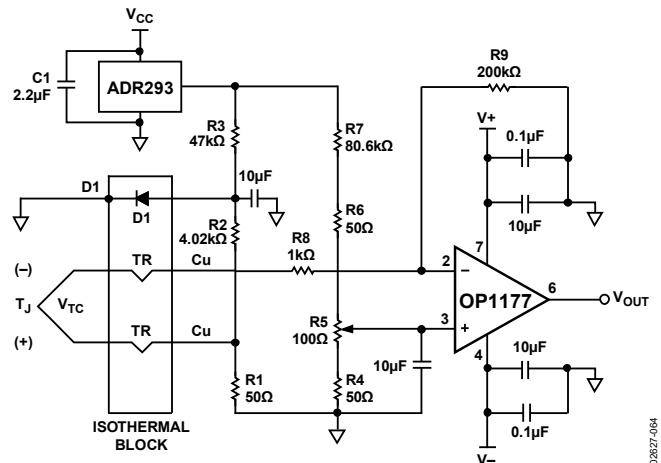 VCC
C1
2.2µF
ADR293
R3
47kΩ
R7
80.6kΩ
R9
200kΩ
V+
0.1µF
10µF
D1
D1
10µF
R2
4.02kΩ
R6
50Ω
R8
1kΩ
(–)
TR
Cu
TJ
VTC
(+)
TR
Cu
R5
100Ω
2
–
7
OP1177
6
VOUT
3
+
4
10µF
R1
50Ω
R4
50Ω
10µF
0.1µF
V–
ISOTHERMAL
BLOCK
02627-064